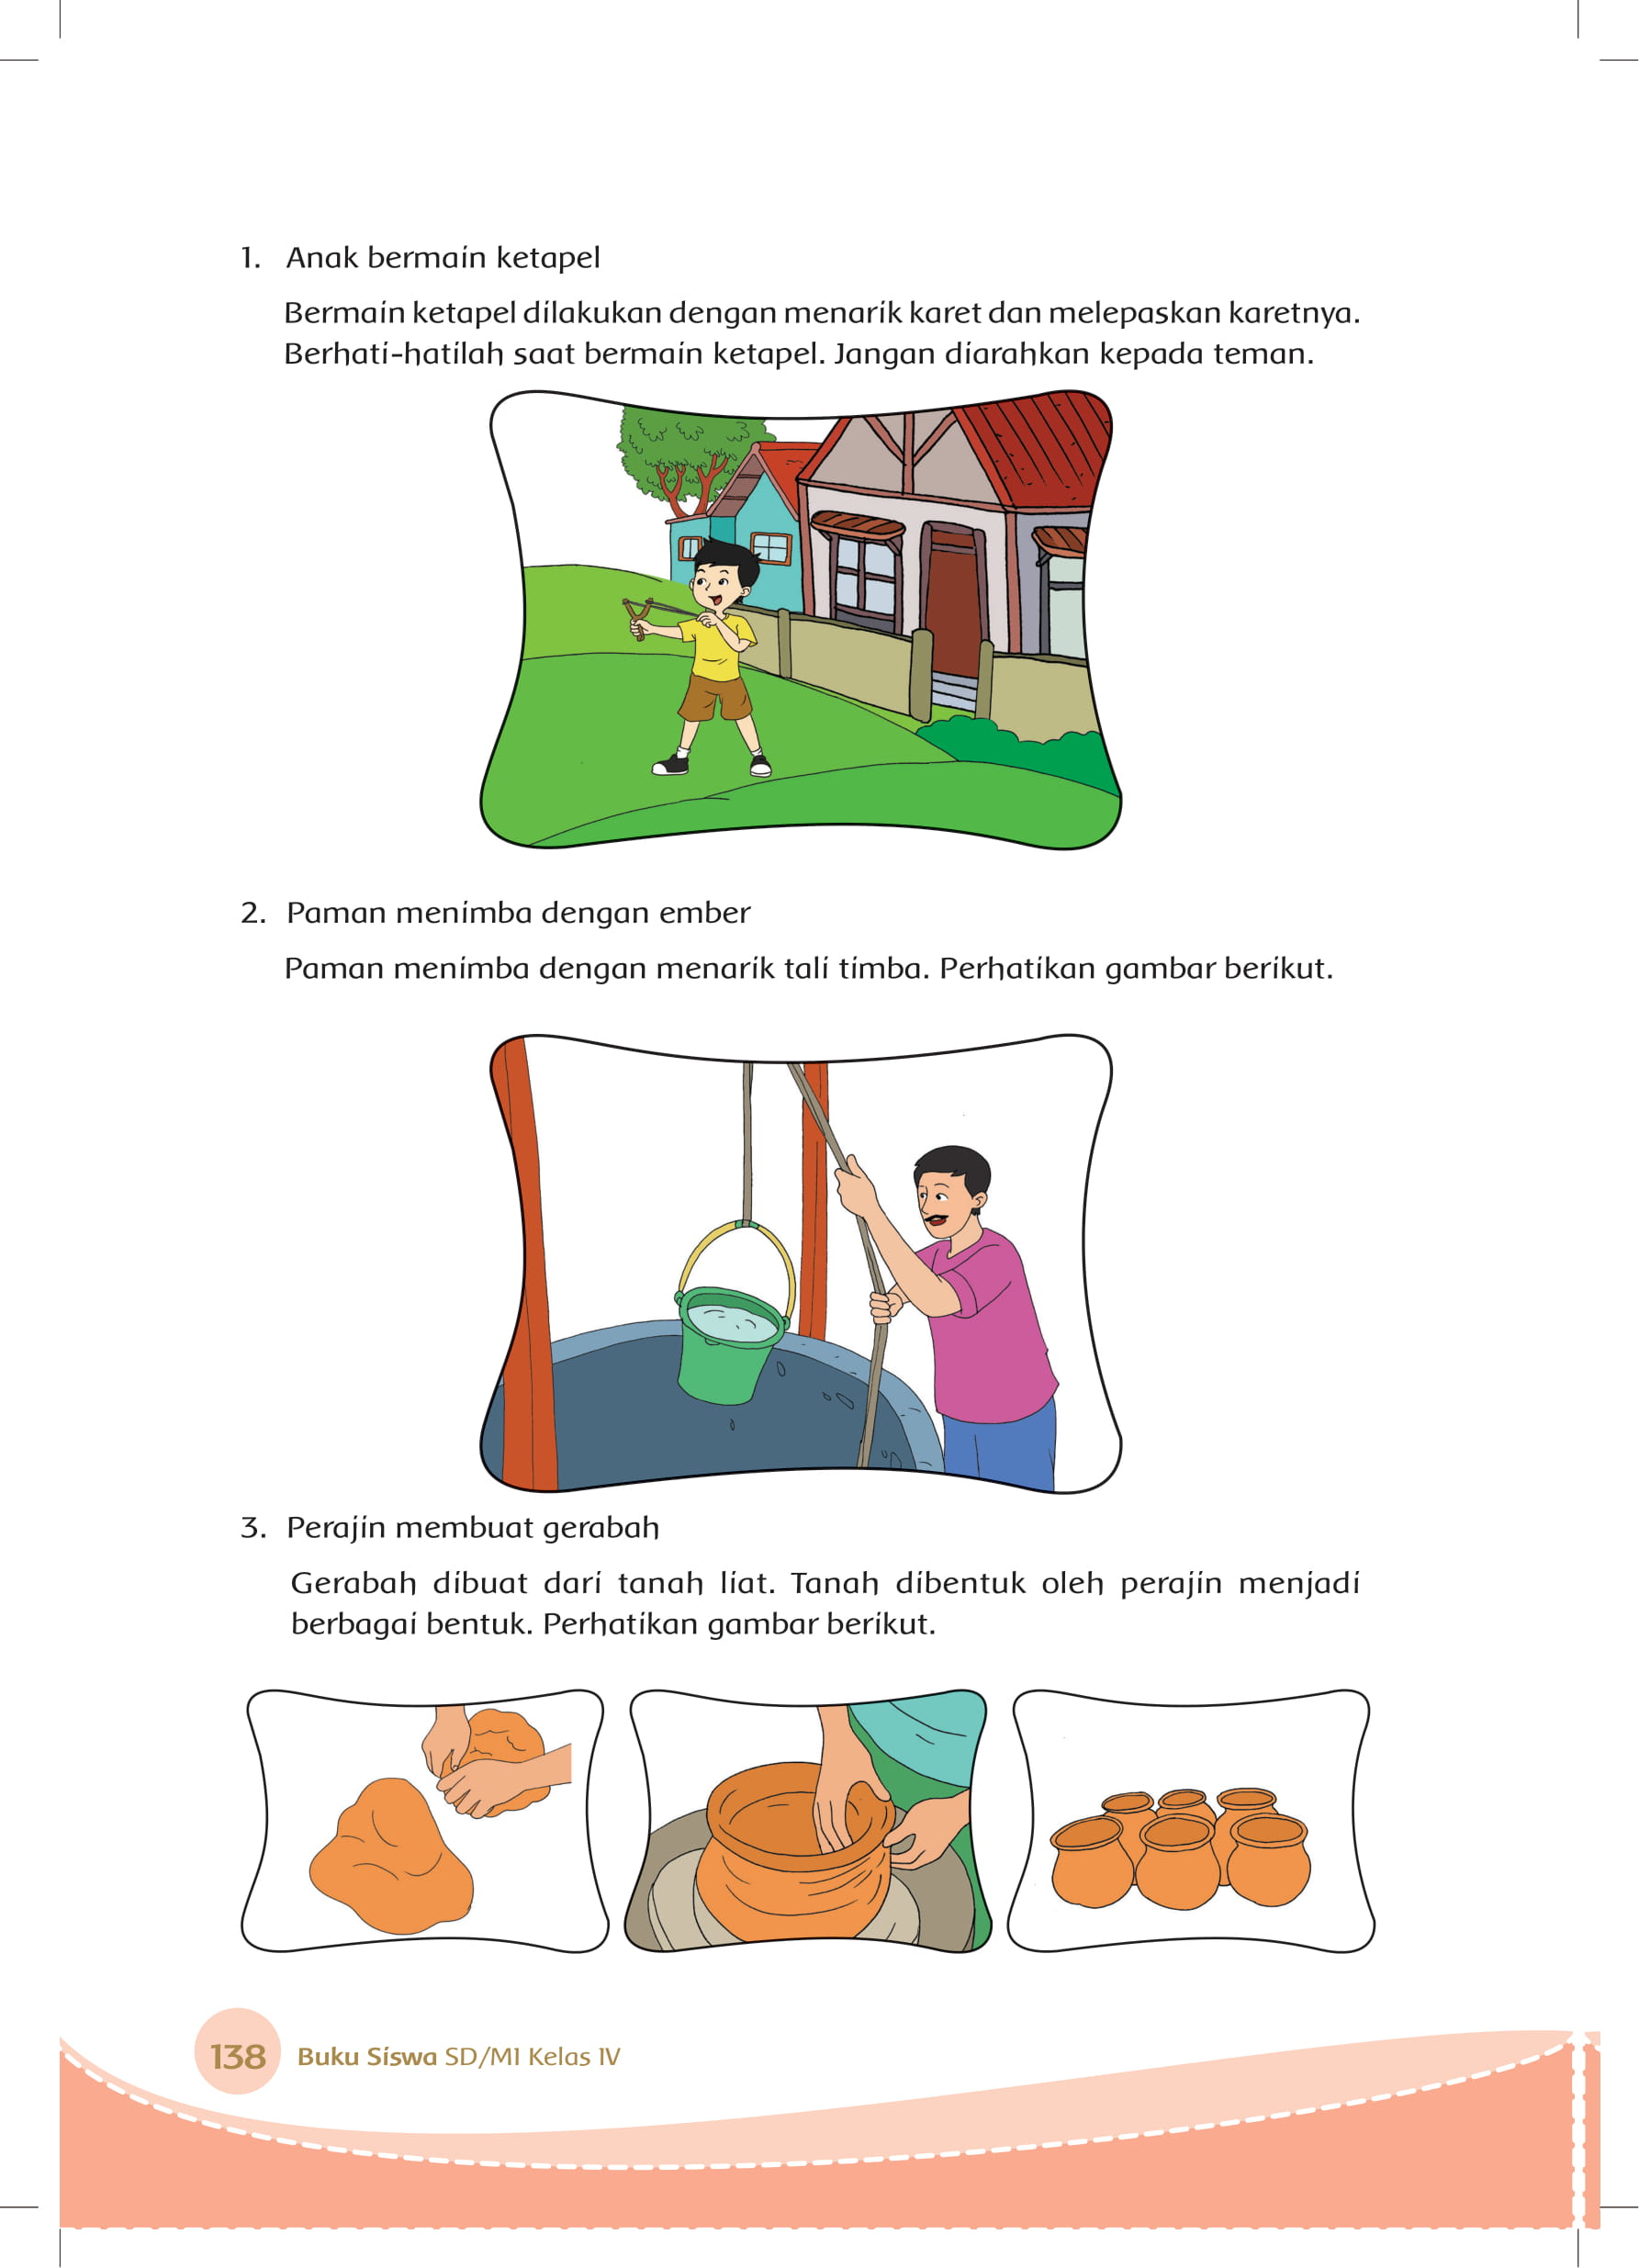 1. Anak bermain ketapel
Bermain ketapel dilakukan dengan menarik karet dan melepaskan karetnya.
Berhati-hatilah saat bermain ketapel. Jangan diarahkan kepada teman.
2. Paman menimba dengan ember
Paman menimba dengan menarik tali timba. Perhatikan gambar berikut.
3. Perajin membuat gerabah
Gerabah dibuat dari tanah liat. Tanah dibentuk oleh perajin menjadi
berbagai bentuk. Perhatikan gambar berikut.
138 Buku Siswa SD/MI Kelas IV